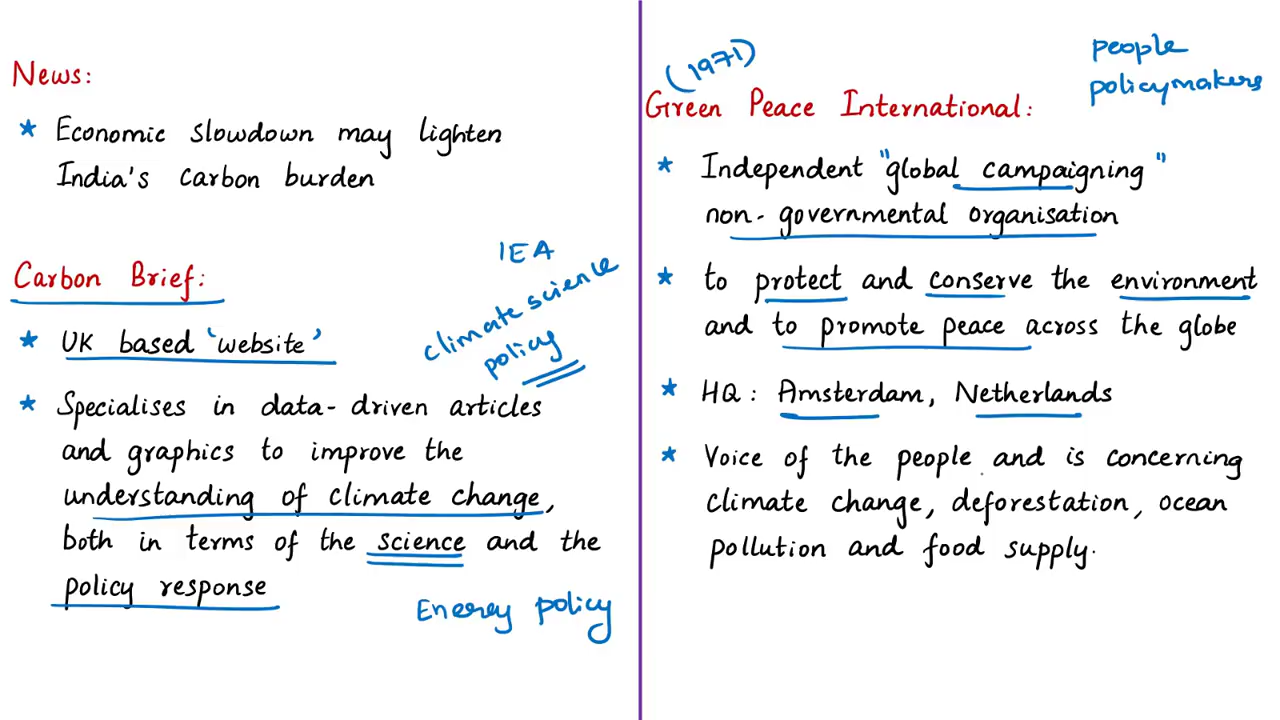 News:
* Economic slowdown may lighten
India's carbon burden
Carbon Brief:
* UK based 'website'
IEA
climate science
policy
* Specialises in data-driven articles
and graphics to improve the
understanding of climate change,
both in terms of the science and the
policy response
Energy policy
(1971)
people
policymakers
Green Peace International:
* Independent "global campaigning"
non-governmental organisation
* to protect and conserve the environment
and to promote peace across the globe
* HQ: Amsterdam, Netherlands
* Voice of the people and is concerning
climate change, deforestation, ocean
pollution and food supply.